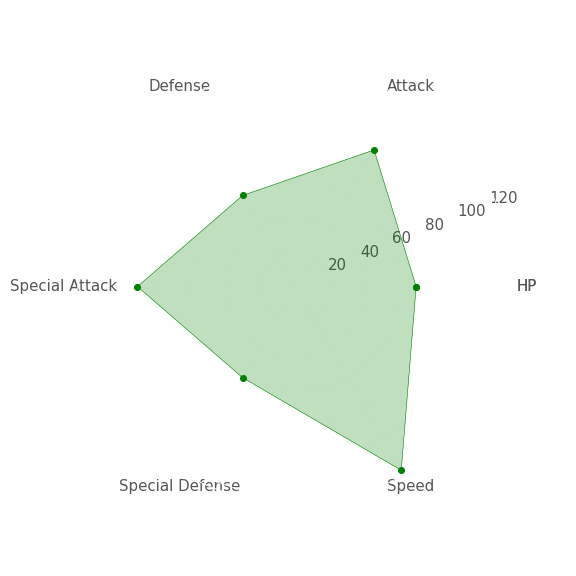 Defense
Attack
120
100
80
60
40
20
Special Attack
HP
Special Defense
Speed